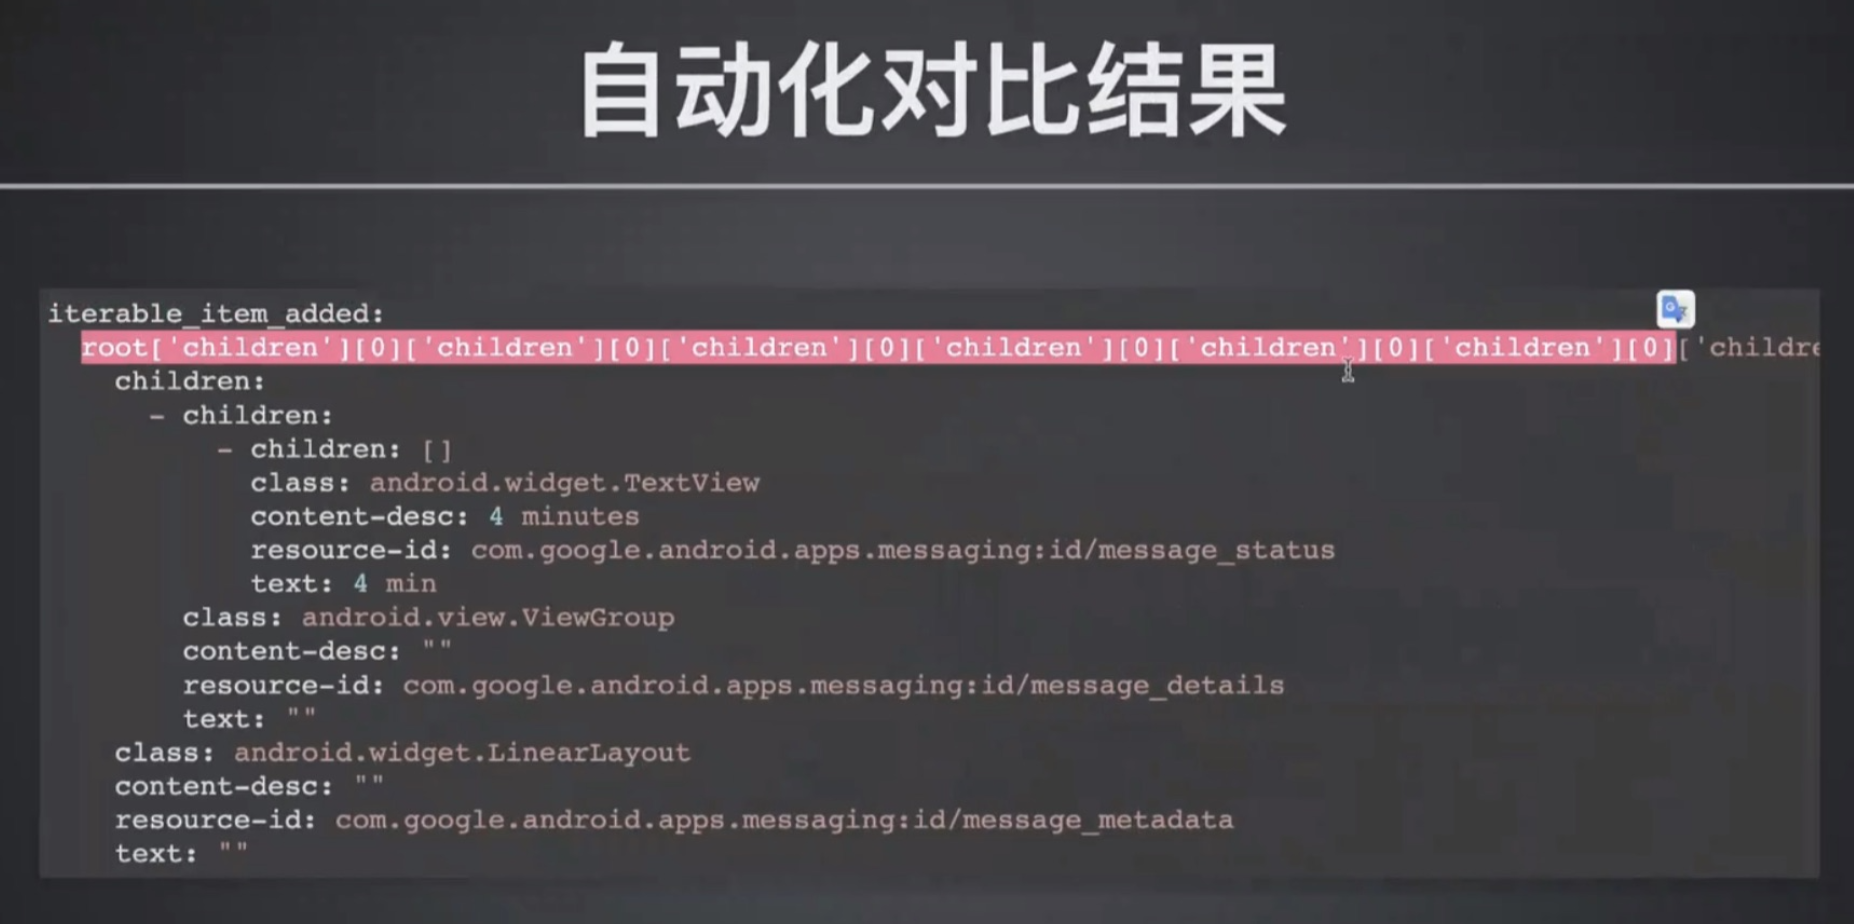 自动化对比结果
iterable_item_added:
root['children'][0]['children'][0]['children'][0]['children'][0]['children'][0]['children'][0]['childre
children:
- children:
- children: []
class: android.widget.TextView
content-desc: 4 minutes
resource-id: com.google.android.apps.messaging:id/message_status
text: 4 min
class: android.view.ViewGroup
content-desc: ""
resource-id: com.google.android.apps.messaging:id/message_details
text: ""
class: android.widget.LinearLayout
content-desc: ""
resource-id: com.google.android.apps.messaging:id/message_metadata
text: ""